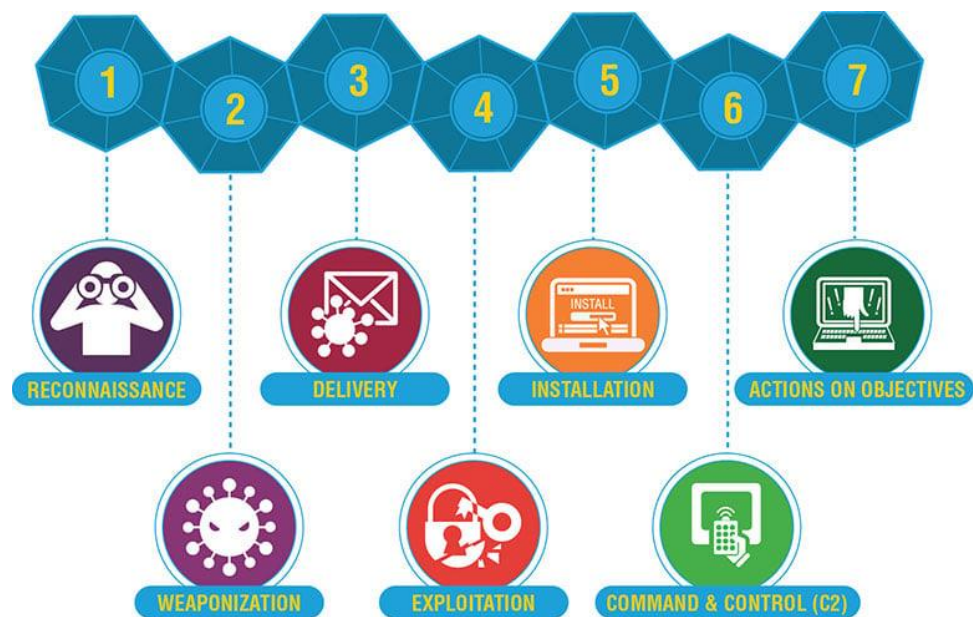 1
2
3
4
5
6
7
RECONNAISSANCE
DELIVERY
INSTALL
INSTALLATION
ACTIONS ON OBJECTIVES
WEAPONIZATION
EXPLOITATION
COMMAND & CONTROL (C2)